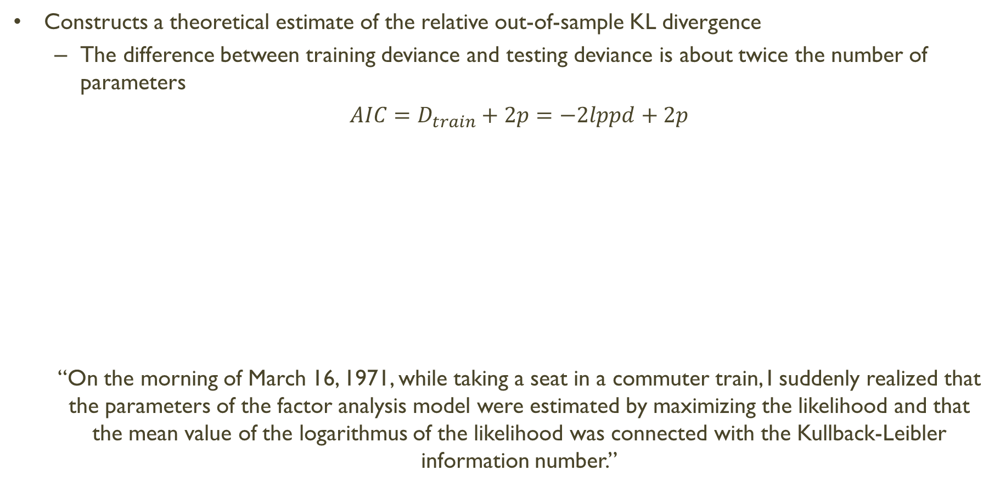 • Constructs a theoretical estimate of the relative out-of-sample KL divergence
– The difference between training deviance and testing deviance is about twice the number of
parameters
AIC = D_train + 2p = −2lppd + 2p
“On the morning of March 16, 1971, while taking a seat in a commuter train, I suddenly realized that
the parameters of the factor analysis model were estimated by maximizing the likelihood and that
the mean value of the logarithmus of the likelihood was connected with the Kullback-Leibler
information number.”